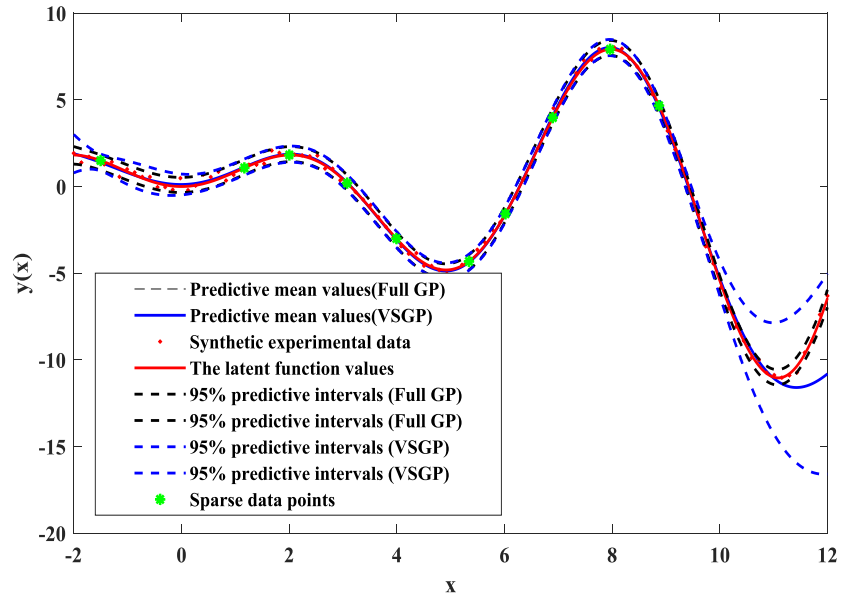 10
5
0
-5
-10
-15
-20
y(x)
Predictive mean values(Full GP)
Predictive mean values(VSGP)
Synthetic experimental data
The latent function values
95% predictive intervals (Full GP)
95% predictive intervals (Full GP)
95% predictive intervals (VSGP)
95% predictive intervals (VSGP)
Sparse data points
-2 0 2 4 6 8 10 12
x